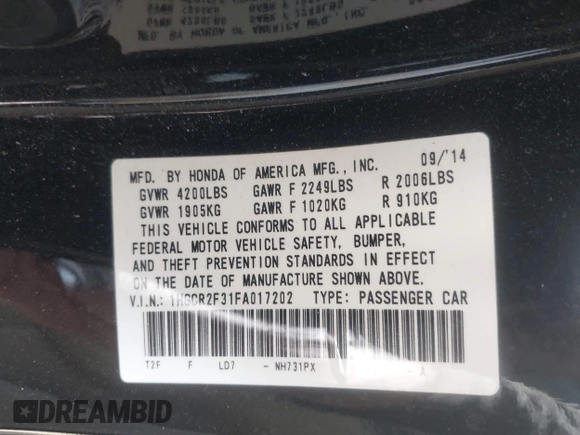 MFD. BY HONDA OF AMERICA MFG., INC. 09/'14
GVWR 4200LBS GAWR F 2249LBS R 2006LBS
GVWR 1905KG GAWR F 1020KG R 910KG
THIS VEHICLE CONFORMS TO ALL APPLICABLE
FEDERAL MOTOR VEHICLE SAFETY, BUMPER,
AND THEFT PREVENTION STANDARDS IN EFFECT
ON THE DATE OF MANUFACTURE SHOWN ABOVE.
V.I.N.: 1HGCR2F31FA017202 TYPE: PASSENGER CAR
T2F F LD7 - NH731PX - A
DREAMBID